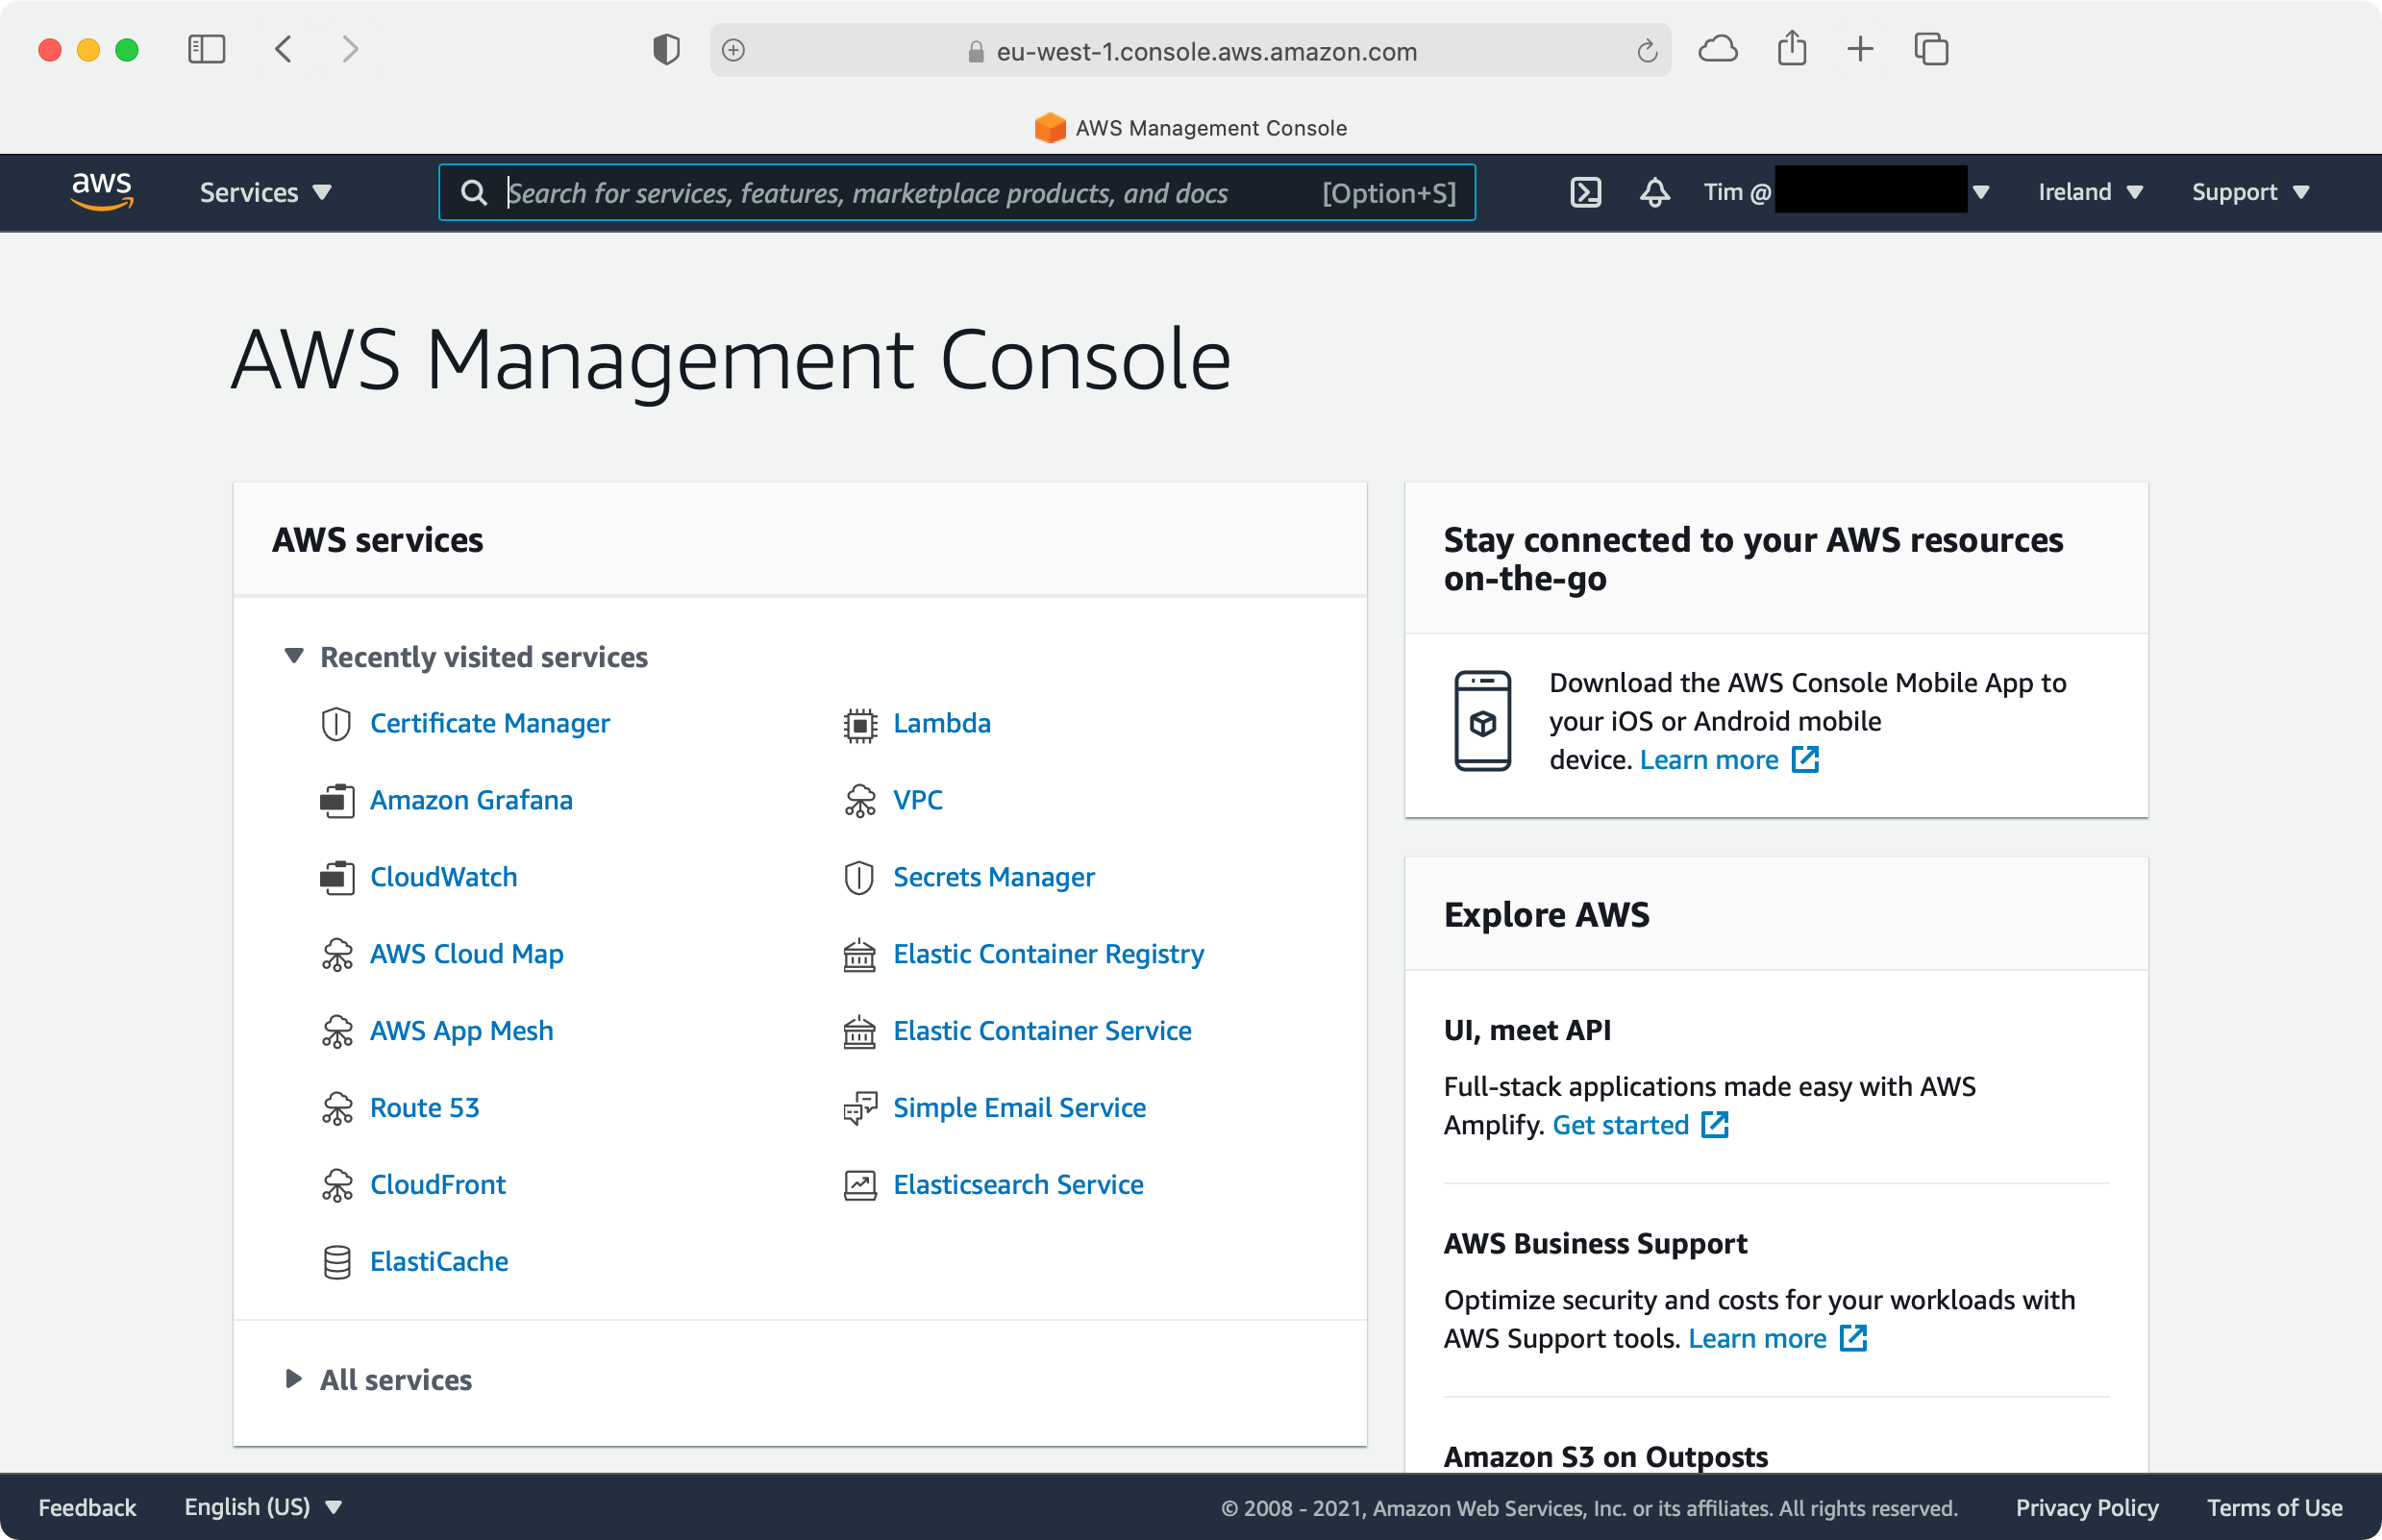 eu-west-1.console.aws.amazon.com
AWS Management Console
aws
Services
Search for services, features, marketplace products, and docs
[Option+S]
Tim @
Ireland
Support
AWS Management Console
AWS services
Recently visited services
Certificate Manager
Amazon Grafana
CloudWatch
AWS Cloud Map
AWS App Mesh
Route 53
CloudFront
ElastiCache
Lambda
VPC
Secrets Manager
Elastic Container Registry
Elastic Container Service
Simple Email Service
Elasticsearch Service
All services
Stay connected to your AWS resources
on-the-go
Download the AWS Console Mobile App to
your iOS or Android mobile
device. Learn more
Explore AWS
UI, meet API
Full-stack applications made easy with AWS
Amplify. Get started
AWS Business Support
Optimize security and costs for your workloads with
AWS Support tools. Learn more
Amazon S3 on Outposts
Feedback
English (US)
© 2008 - 2021, Amazon Web Services, Inc. or its affiliates. All rights reserved.
Privacy Policy
Terms of Use